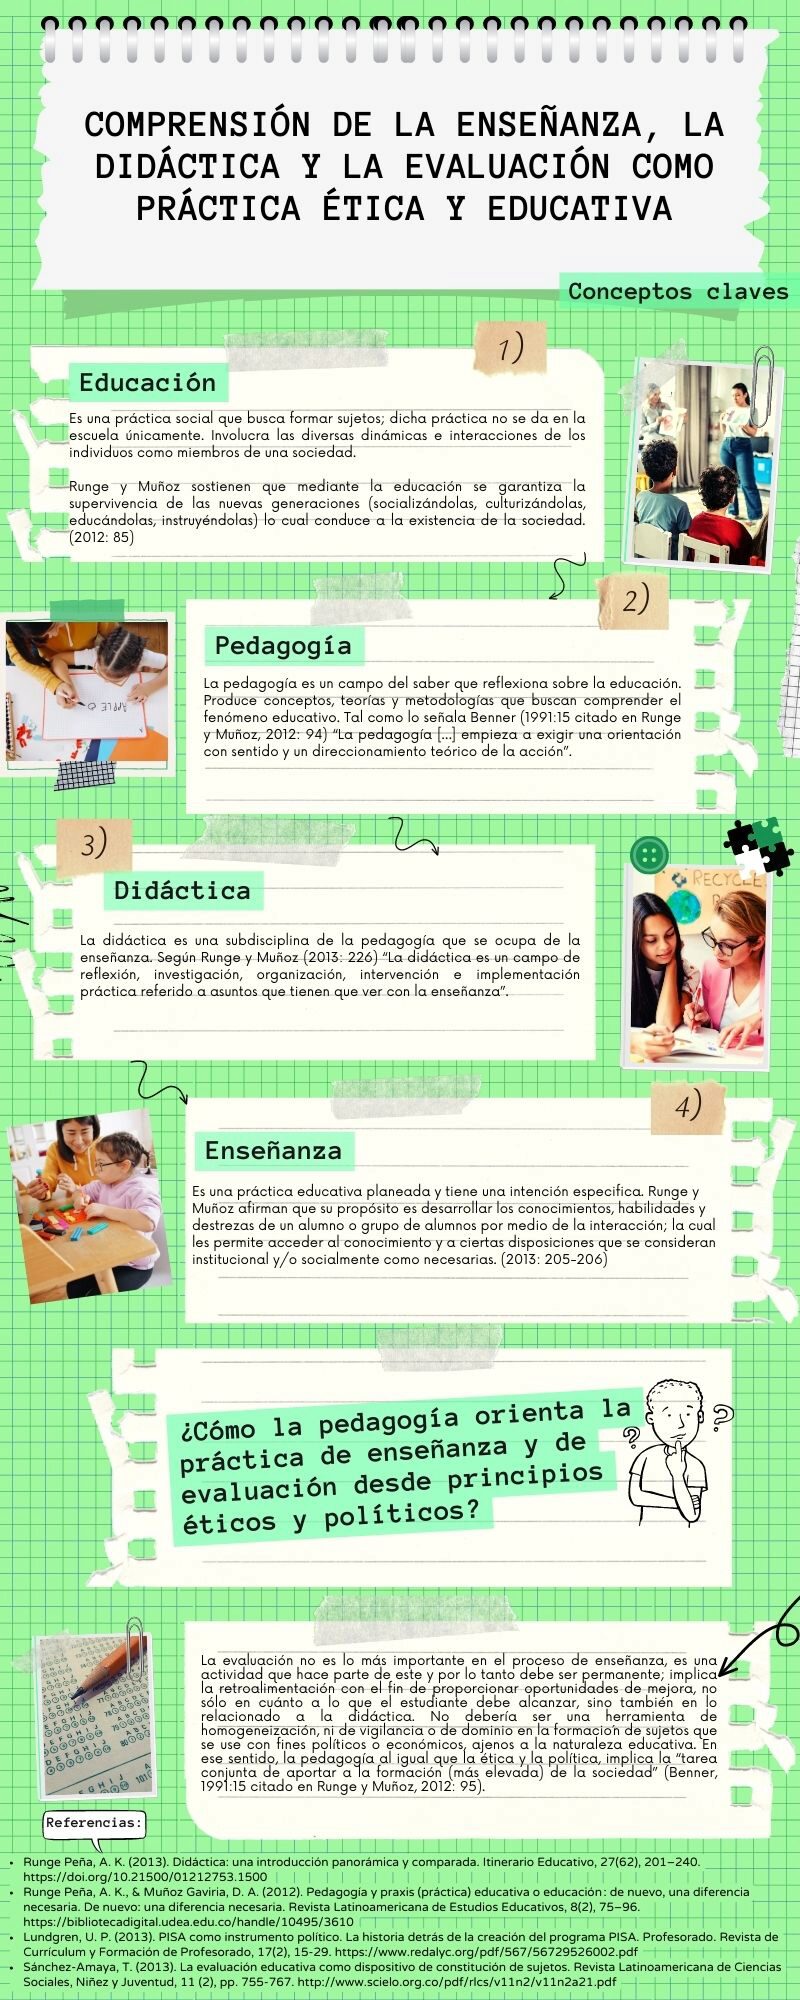 COMPRENSIÓN DE LA ENSEÑANZA, LA
DIDÁCTICA Y LA EVALUACIÓN COMO
PRÁCTICA ÉTICA Y EDUCATIVA
Conceptos claves
1)
Educación
Es una práctica social que busca formar sujetos; dicha práctica no se da en la
escuela únicamente. Involucra las diversas dinámicas e interacciones de los
individuos como miembros de una sociedad.
Runge y Muñoz sostienen que mediante la educación se garantiza la
supervivencia de las nuevas generaciones (socializándolas, culturizándolas,
educándolas, instruyéndolas) lo cual conduce a la existencia de la sociedad.
(2012: 85)
2)
Pedagogía
La pedagogía es un campo del saber que reflexiona sobre la educación.
Produce conceptos, teorías y metodologías que buscan comprender el
fenómeno educativo. Tal como lo señala Benner (1991:15 citado en Runge
y Muñoz, 2012: 94) “La pedagogía [...] empieza a exigir una orientación
con sentido y un direccionamiento teórico de la acción”.
APPLE
3)
Didáctica
La didáctica es una subdisciplina de la pedagogía que se ocupa de la
enseñanza. Según Runge y Muñoz (2013: 226) “La didáctica es un campo de
reflexión, investigación, organización, intervención e implementación
práctica referido a asuntos que tienen que ver con la enseñanza”.
RECYCLE
4)
Enseñanza
Es una práctica educativa planeada y tiene una intención especifica. Runge y
Muñoz afirman que su propósito es desarrollar los conocimientos, habilidades y
destrezas de un alumno o grupo de alumnos por medio de la interacción; la cual
les permite acceder al conocimiento y a ciertas disposiciones que se consideran
institucional y/o socialmente como necesarias. (2013: 205-206)
¿Cómo la pedagogía orienta la
práctica de enseñanza y de
evaluación desde principios
éticos y políticos?
La evaluación no es lo más importante en el proceso de enseñanza, es una
actividad que hace parte de este y por lo tanto debe ser permanente; implica
la retroalimentación con el fin de proporcionar oportunidades de mejora, no
sólo en cuánto a lo que el estudiante debe alcanzar, sino también en lo
relacionado a la didáctica. No debería ser una herramienta de
homogeneización, ni de vigilancia o de dominio en la formación de sujetos que
se use con fines políticos o económicos, ajenos a la naturaleza educativa. En
ese sentido, la pedagogía al igual que la ética y la política, implica la “tarea
conjunta de aportar a la formación (más elevada) de la sociedad” (Benner,
1991:15 citado en Runge y Muñoz, 2012: 95).
Referencias:
• Runge Peña, A. K. (2013). Didáctica: una introducción panorámica y comparada. Itinerario Educativo, 27(62), 201–240.
https://doi.org/10.21500/01212753.1500
• Runge Peña, A. K., & Muñoz Gaviria, D. A. (2012). Pedagogía y praxis (práctica) educativa o educación: de nuevo, una diferencia
necesaria. De nuevo: una diferencia necesaria. Revista Latinoamericana de Estudios Educativos, 8(2), 75–96.
https://bibliotecadigital.udea.edu.co/handle/10495/3610
• Lundgren, U. P. (2013). PISA como instrumento político. La historia detrás de la creación del programa PISA. Profesorado. Revista de
Currículum y Formación de Profesorado, 17(2), 15-29. https://www.redalyc.org/pdf/567/56729526002.pdf
• Sánchez-Amaya, T. (2013). La evaluación educativa como dispositivo de constitución de sujetos. Revista Latinoamericana de Ciencias
Sociales, Niñez y Juventud, 11 (2), pp. 755-767. http://www.scielo.org.co/pdf/rlcs/v11n2/v11n2a21.pdf